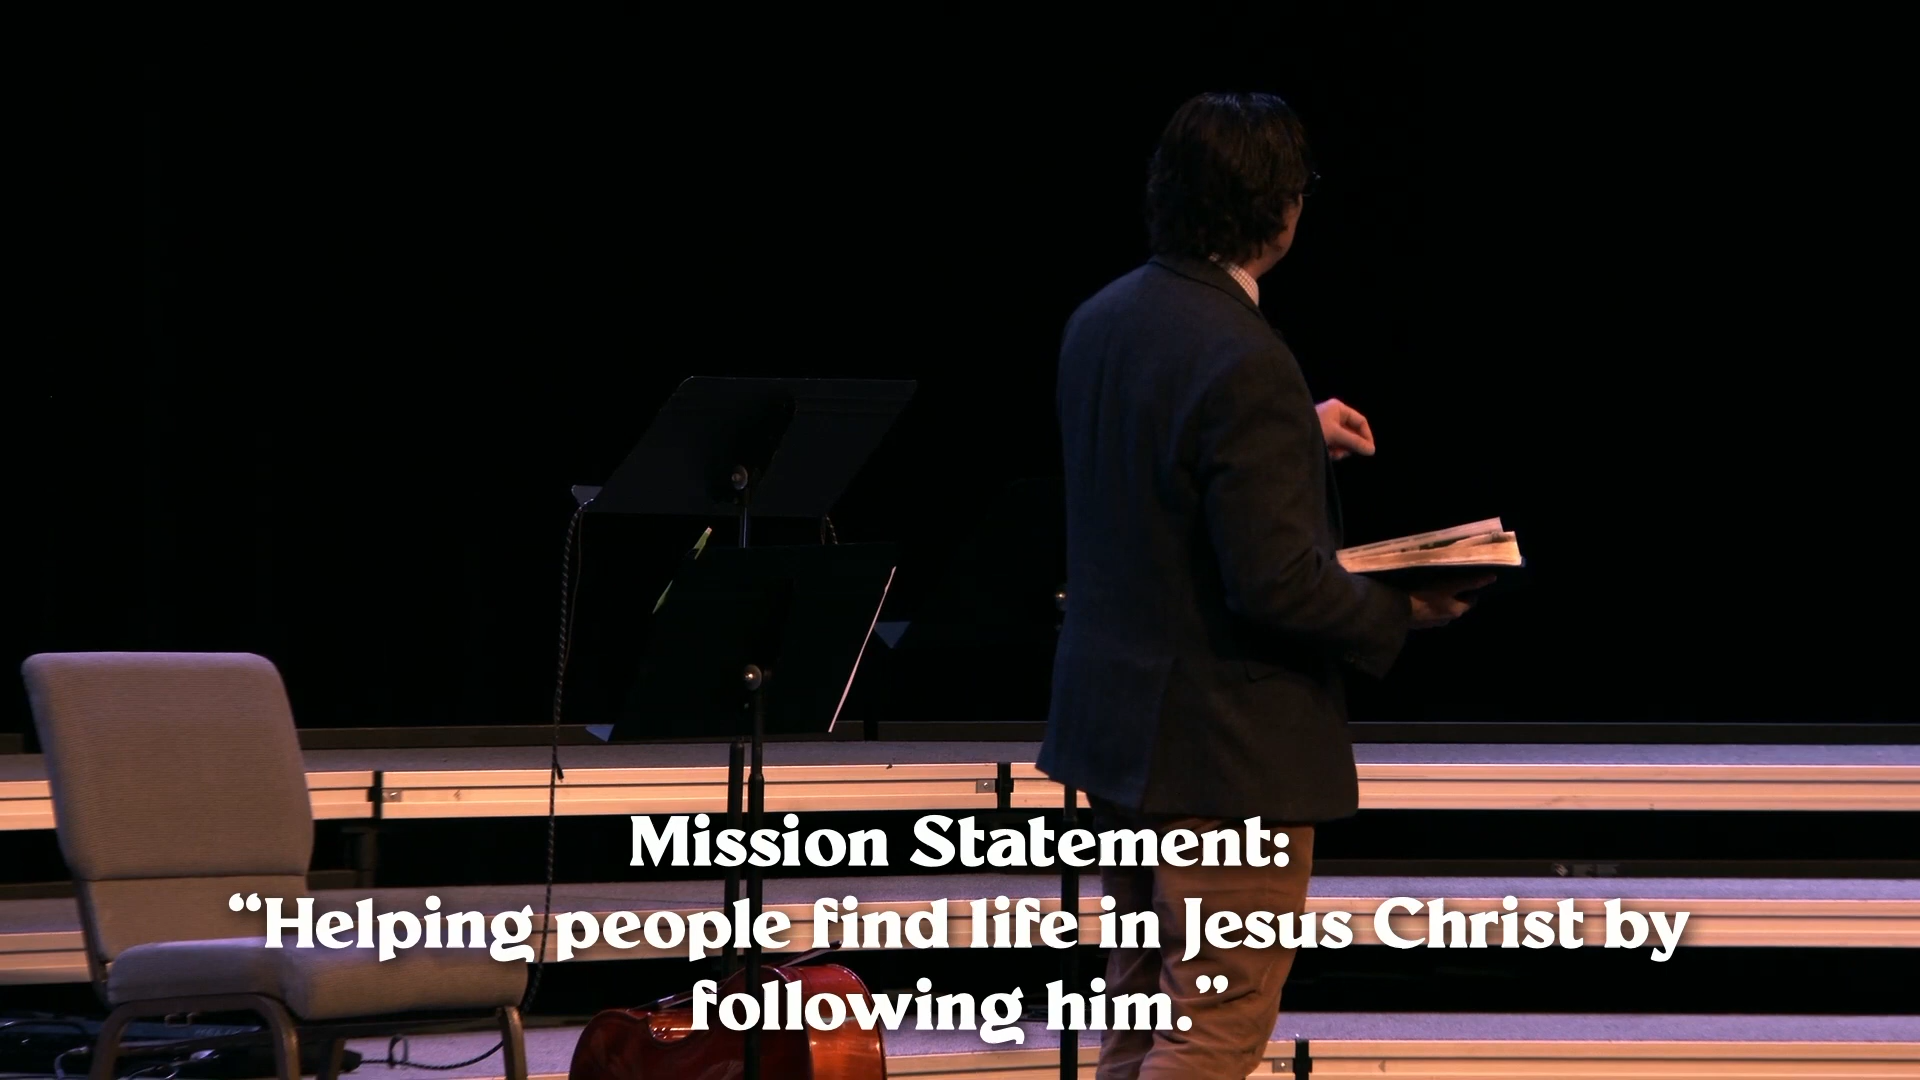 Mission Statement:
“Helping people find life in Jesus Christ by
following him.”